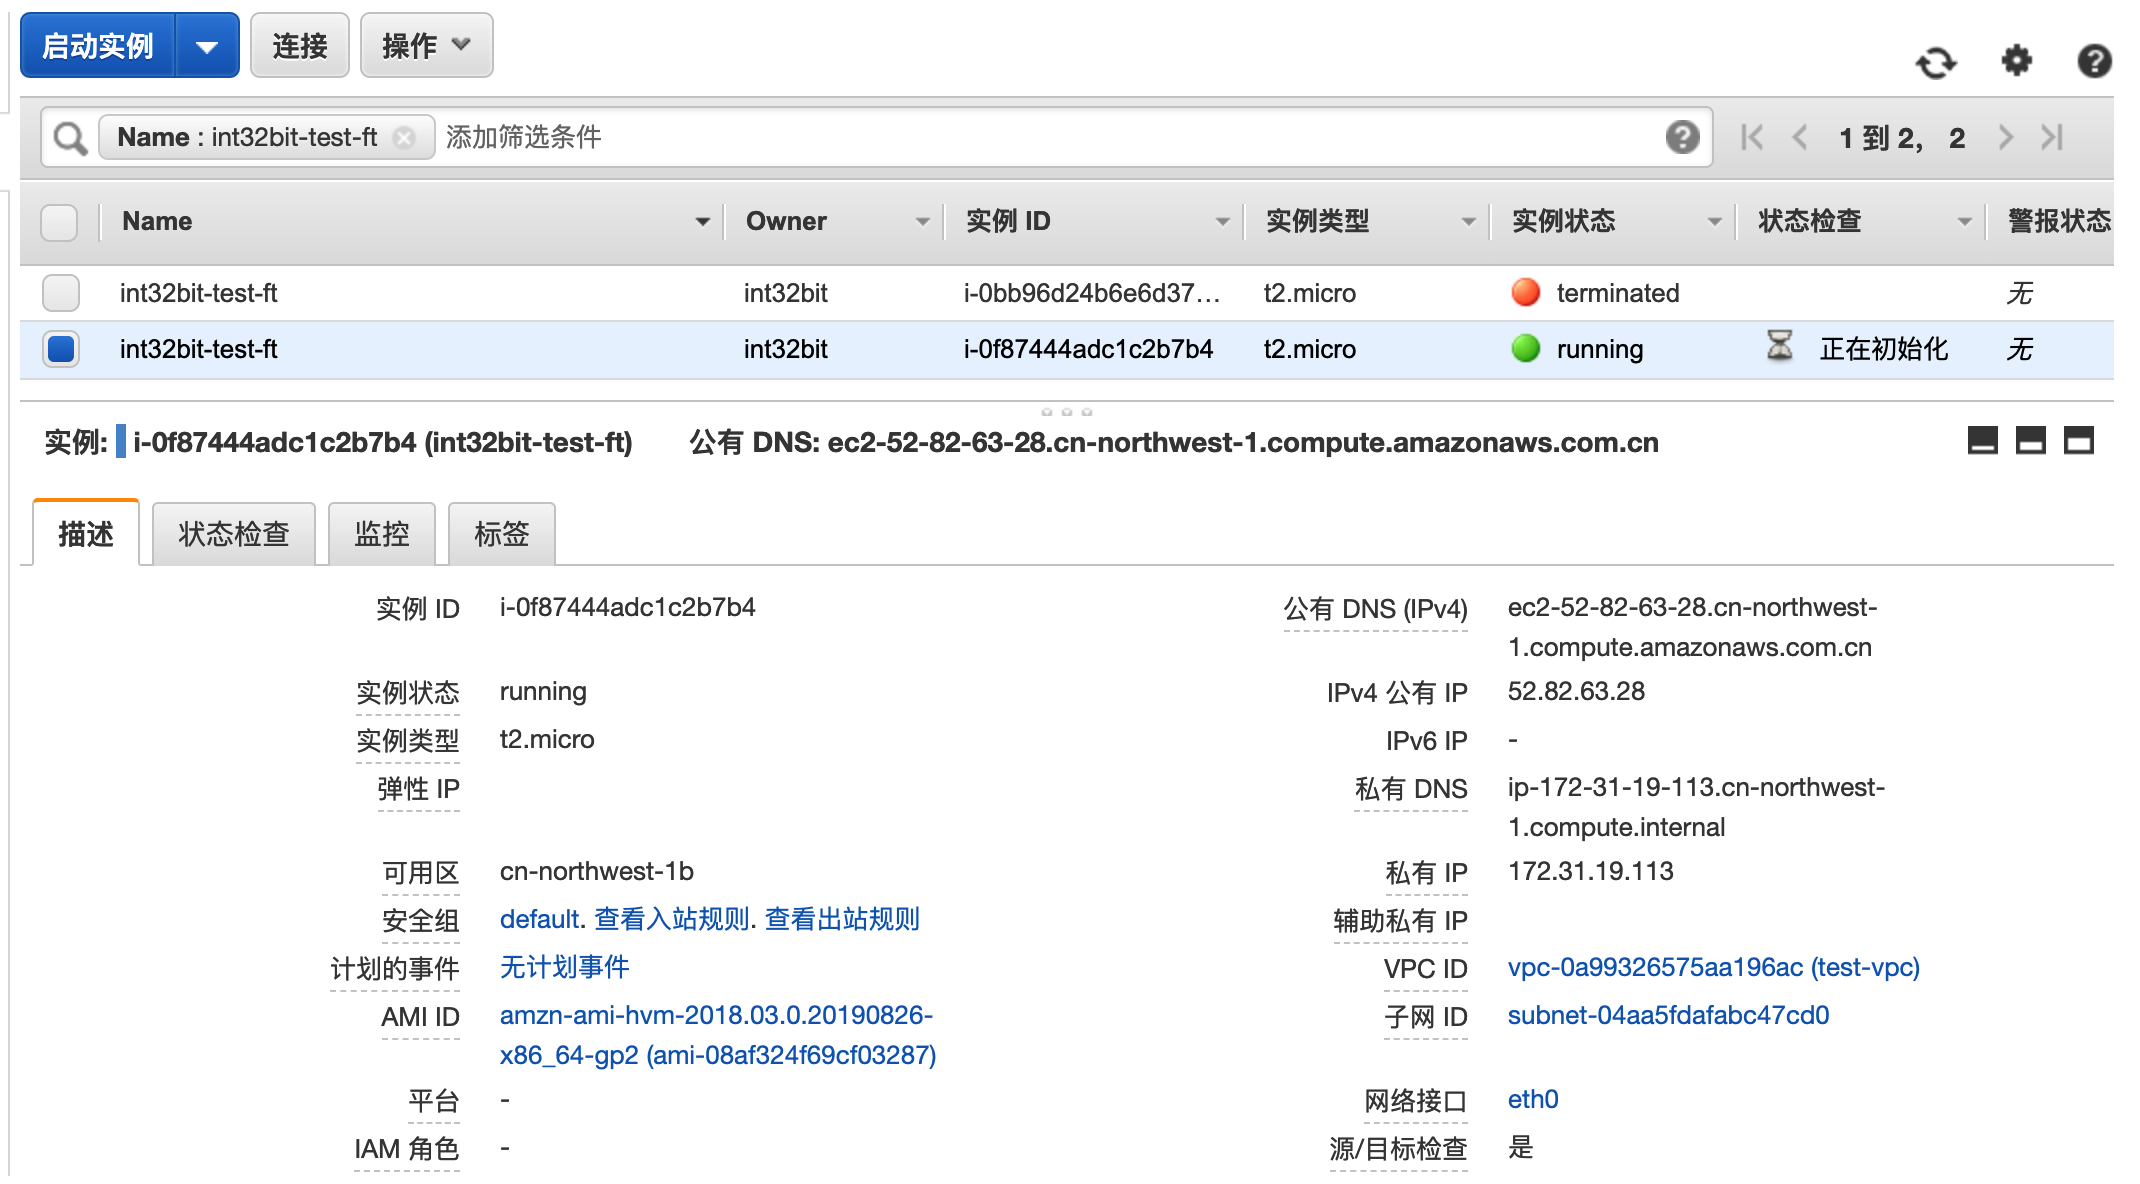 启动实例 连接 操作
Name : int32bit-test-ft 添加筛选条件 1 到 2， 2
Name Owner 实例 ID 实例类型 实例状态 状态检查 警报状态
int32bit-test-ft int32bit i-0bb96d24b6e6d37... t2.micro terminated 无
int32bit-test-ft int32bit i-0f87444adc1c2b7b4 t2.micro running 正在初始化 无
实例: i-0f87444adc1c2b7b4 (int32bit-test-ft) 公有 DNS: ec2-52-82-63-28.cn-northwest-1.compute.amazonaws.com.cn
描述 状态检查 监控 标签
实例 ID i-0f87444adc1c2b7b4 公有 DNS (IPv4) ec2-52-82-63-28.cn-northwest-
1.compute.amazonaws.com.cn
实例状态 running IPv4 公有 IP 52.82.63.28
实例类型 t2.micro IPv6 IP -
弹性 IP 私有 DNS ip-172-31-19-113.cn-northwest-
1.compute.internal
可用区 cn-northwest-1b 私有 IP 172.31.19.113
安全组 default. 查看入站规则. 查看出站规则 辅助私有 IP
计划的事件 无计划事件 VPC ID vpc-0a99326575aa196ac (test-vpc)
AMI ID amzn-ami-hvm-2018.03.0.20190826- 子网 ID subnet-04aa5fdafabc47cd0
x86_64-gp2 (ami-08af324f69cf03287)
平台 - 网络接口 eth0
IAM 角色 - 源/目标检查 是